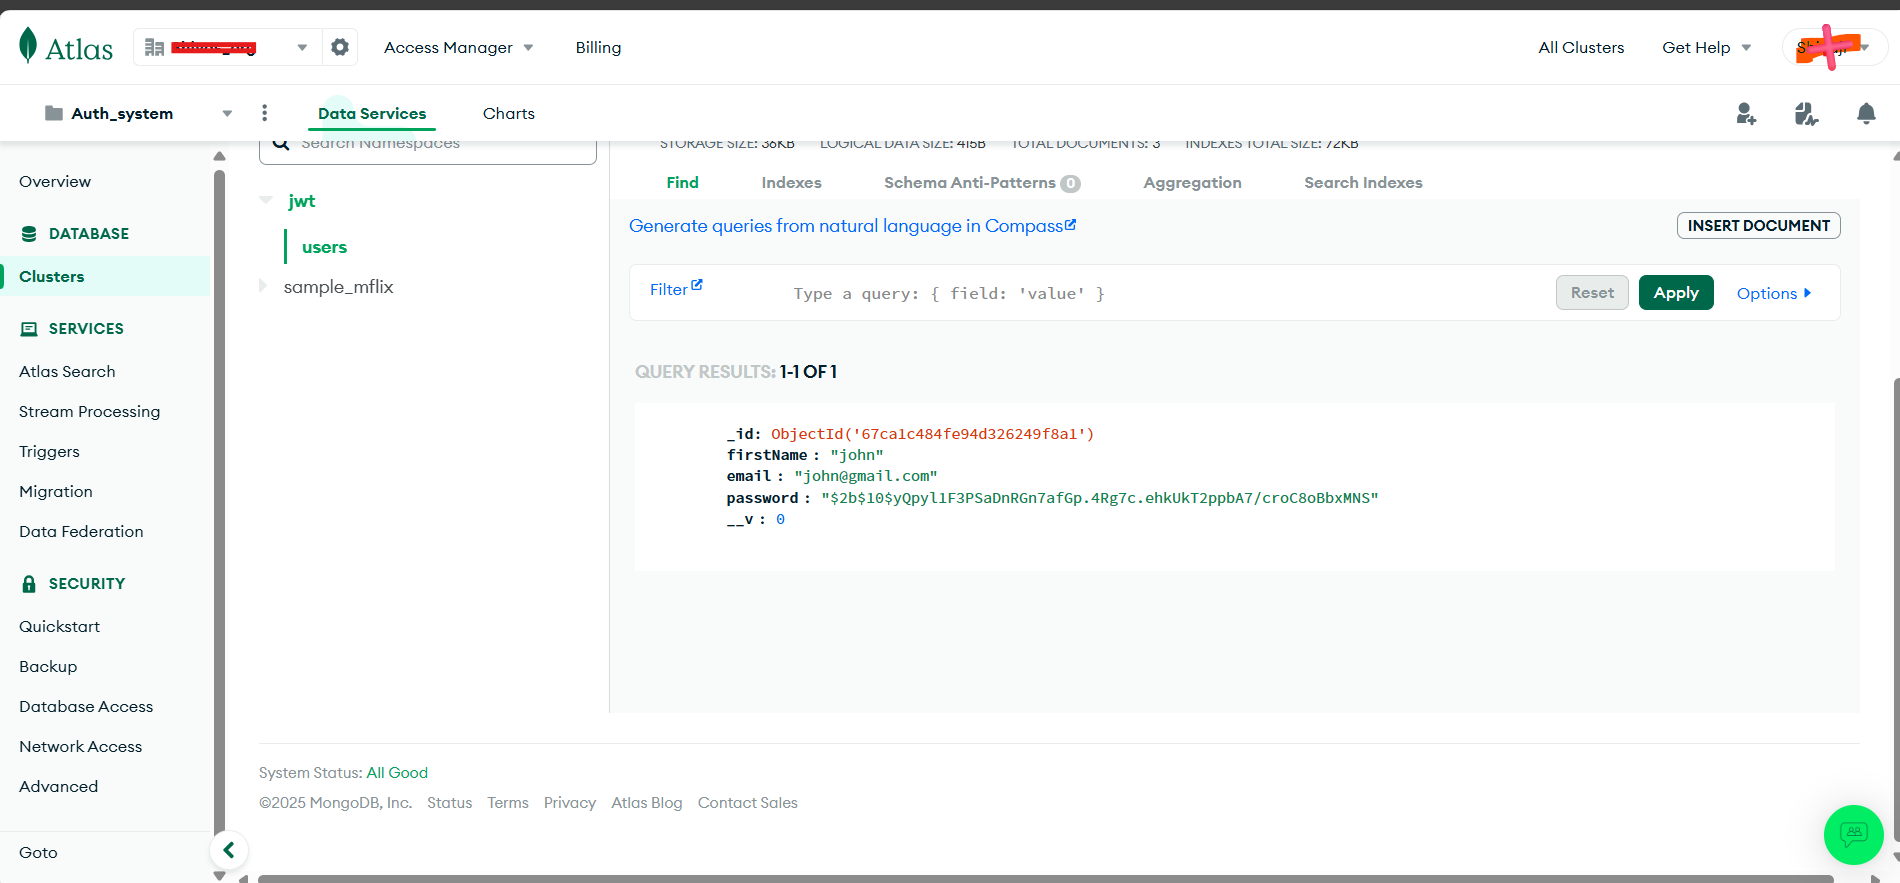 Atlas
Access Manager
Billing
All Clusters
Get Help
Auth_system
Data Services
Charts
Search Namespaces
STORAGE SIZE: 36KB LOGICAL DATA SIZE: 415B TOTAL DOCUMENTS: 3 INDEXES TOTAL SIZE: 72KB
Overview
DATABASE
Clusters
SERVICES
Atlas Search
Stream Processing
Triggers
Migration
Data Federation
SECURITY
Quickstart
Backup
Database Access
Network Access
Advanced
Goto
jwt
users
sample_mflix
Find Indexes Schema Anti-Patterns 0 Aggregation Search Indexes
Generate queries from natural language in Compass
INSERT DOCUMENT
Filter
Type a query: { field: 'value' }
Reset
Apply
Options
QUERY RESULTS: 1-1 OF 1
_id: ObjectId('67ca1c484fe94d326249f8a1')
firstName : "john"
email : "john@gmail.com"
password : "$2b$10$yQpyl1F3PSaDnRGn7afGp.4Rg7c.ehkUkT2ppbA7/croC8oBbxMNS"
__v : 0
System Status: All Good
©2025 MongoDB, Inc. Status Terms Privacy Atlas Blog Contact Sales